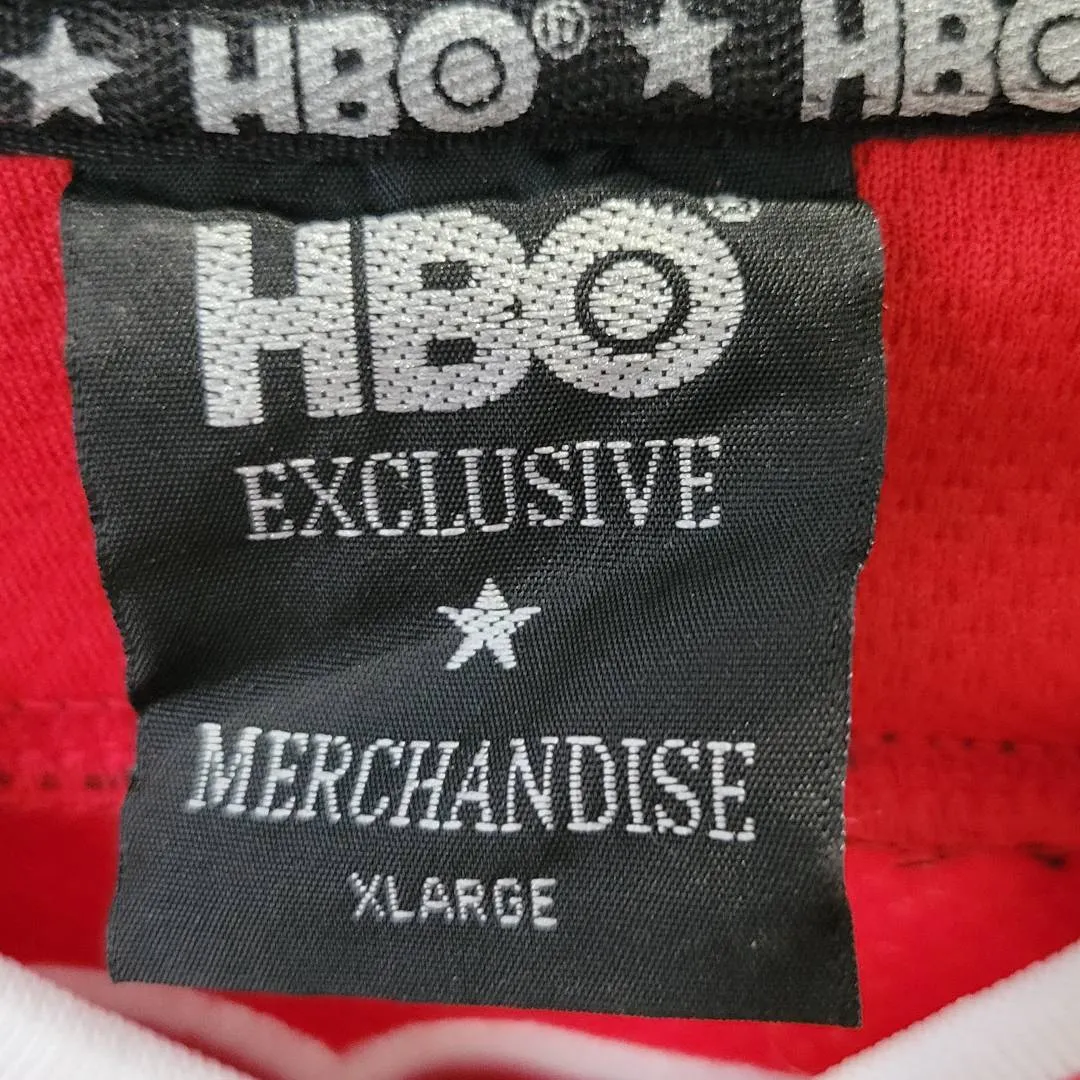 HBO® HBO
HBO®
EXCLUSIVE
MERCHANDISE
XLARGE